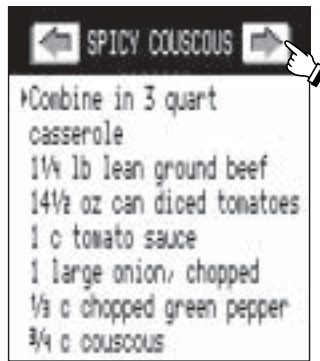 SPICY COUSCOUS
Combine in 3 quart
casserole
1¼ lb lean ground beef
14½ oz can diced tomatoes
1 c tomato sauce
1 large onion, chopped
⅓ c chopped green pepper
¾ c couscous